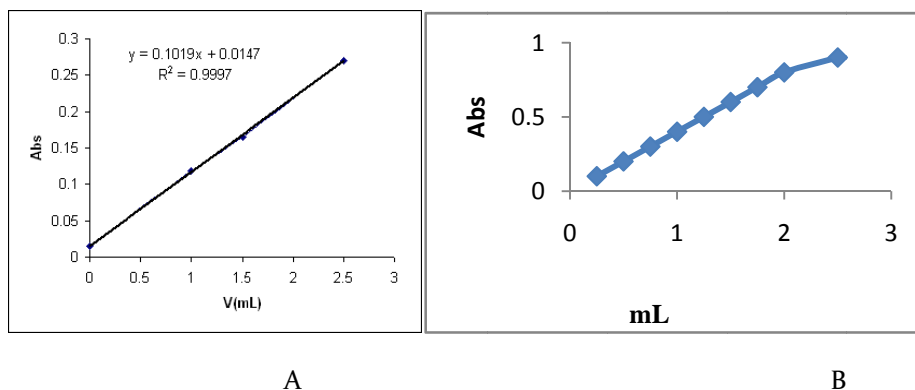 y = 0.1019x + 0.0147
R² = 0.9997
0.3
0.25
0.2
0.15
0.1
0.05
0
Abs
0 0.5 1 1.5 2 2.5 3
V(mL)
1
0.5
0
Abs
0 1 2 3
mL
A B